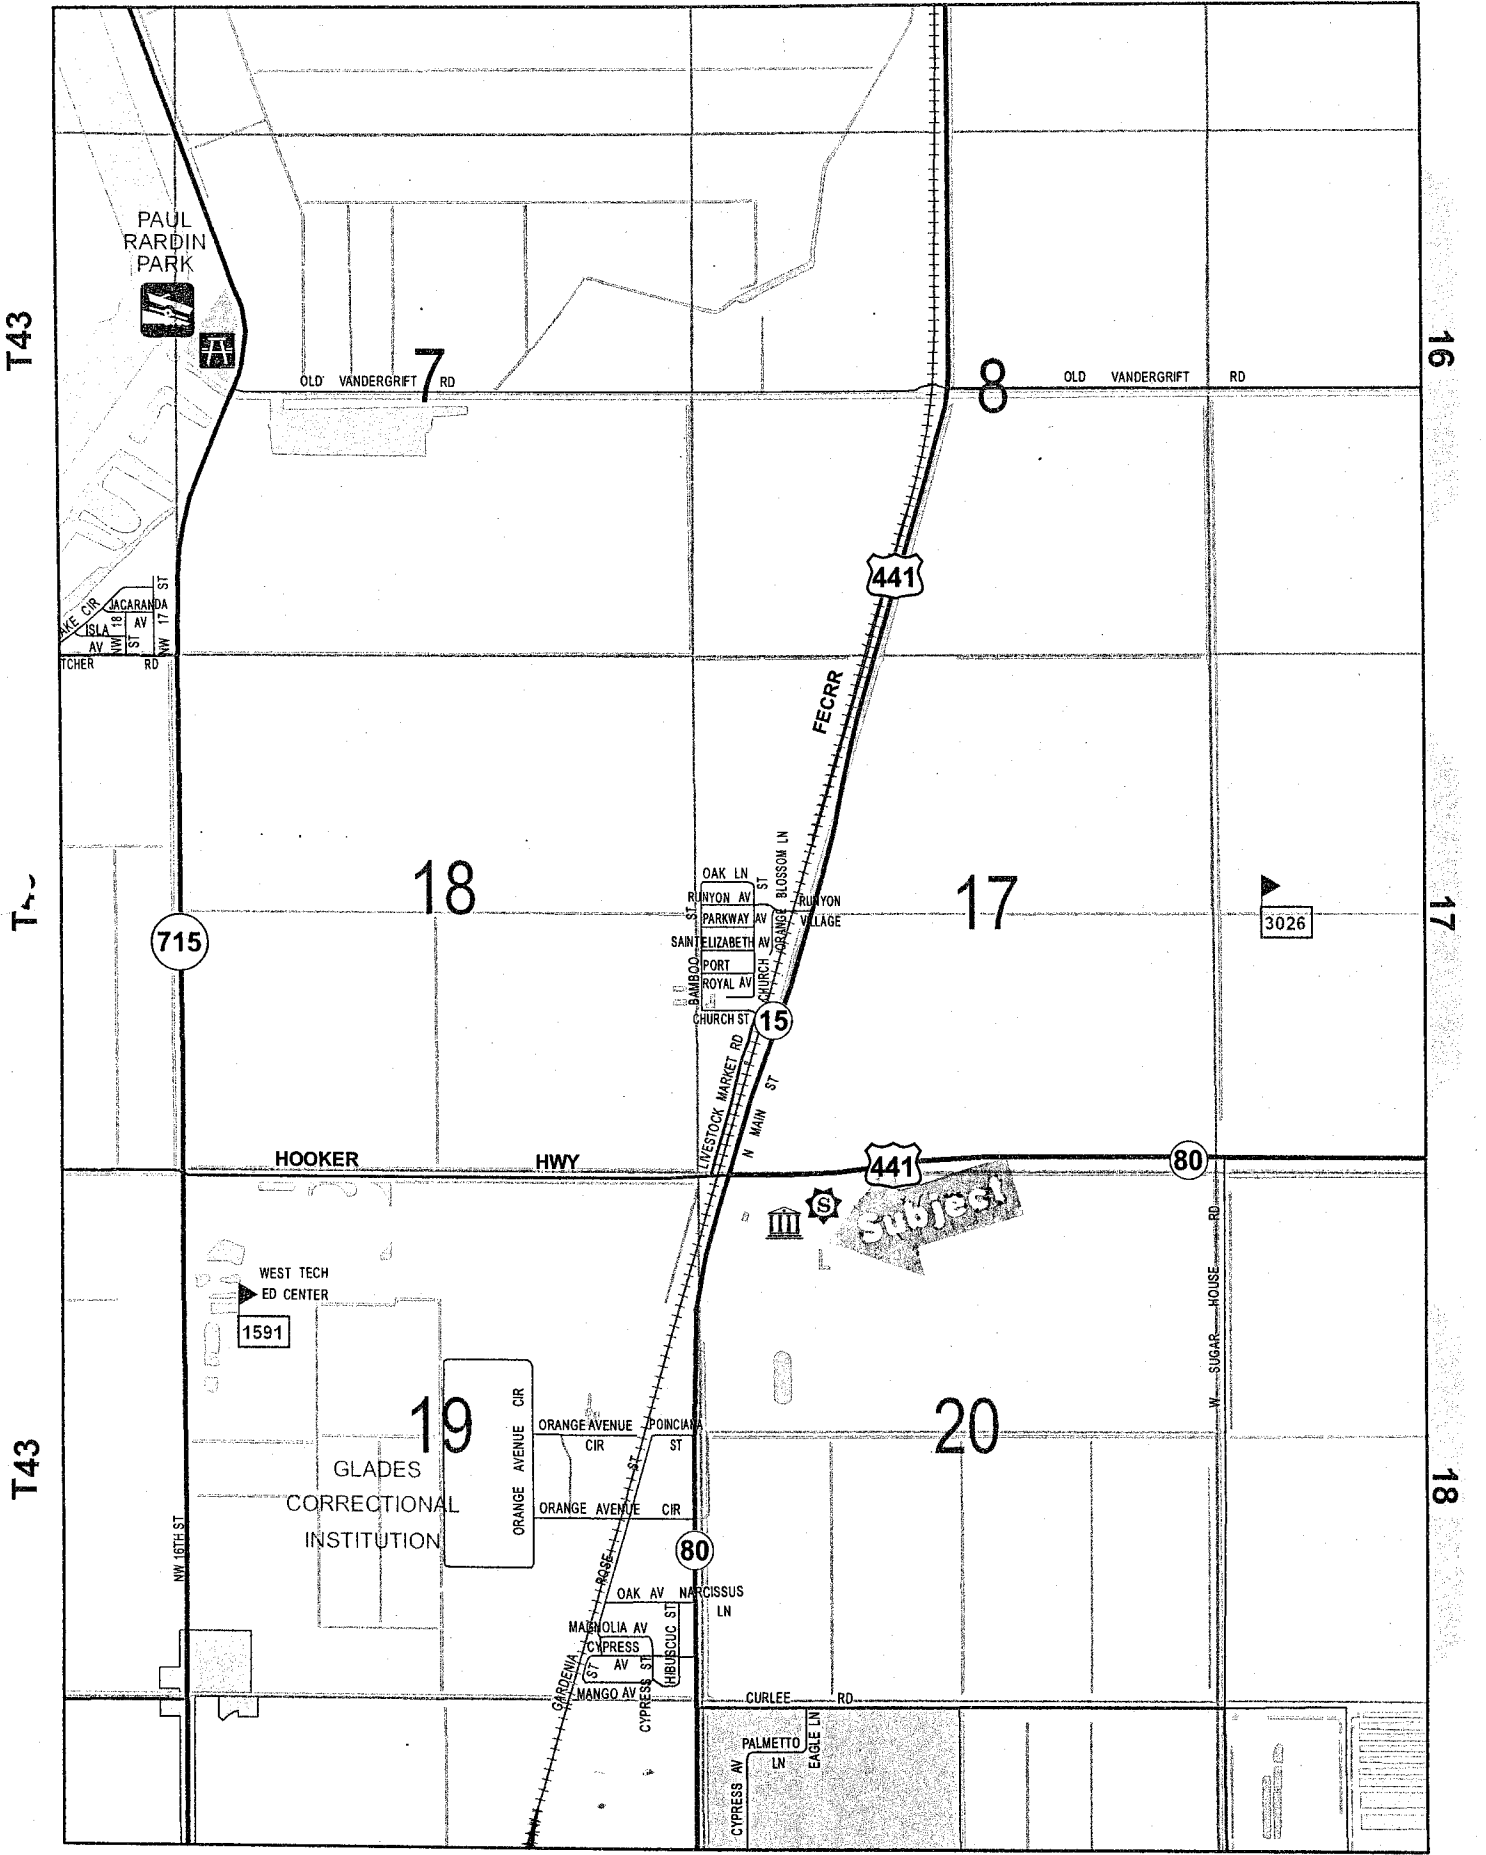 PAUL
RARDIN
PARK
T43
16
7
8
OLD VANDERGRIFT RD
OLD VANDERGRIFT RD
441
JACARANDA
AV
ISLA
AV
CIR
NW 18
ST
NW 17
ST
TCHER RD
FECRR
18
17
17
715
OAK LN
RUNYON AV
PARKWAY AV
SAINT ELIZABETH AV
PORT
ROYAL AV
CHURCH ST
BAMBOO
ST
CHURCH
ST
ORANGE BLOSSOM LN
RUNYON
VILLAGE
3026
15
LIVESTOCK MARKET RD
N MAIN ST
HOOKER HWY
441
80
S
Subject
L
WEST TECH
ED CENTER
1591
W SUGAR HOUSE RD
T43
18
19
20
GLADES
CORRECTIONAL
INSTITUTION
ORANGE AVENUE CIR
ORANGE AVENUE
CIR
POINCIANA
ST
ORANGE AVENUE CIR
NW 16TH ST
80
ROSE ST
OAK AV
NARCISSUS
LN
MAGNOLIA AV
CYPRESS
AV
ST
HIBUSCUC ST
GARDENIA
MANGO AV
CYPRESS ST
CURLEE RD
PALMETTO
LN
EAGLE LN
CYPRESS AV